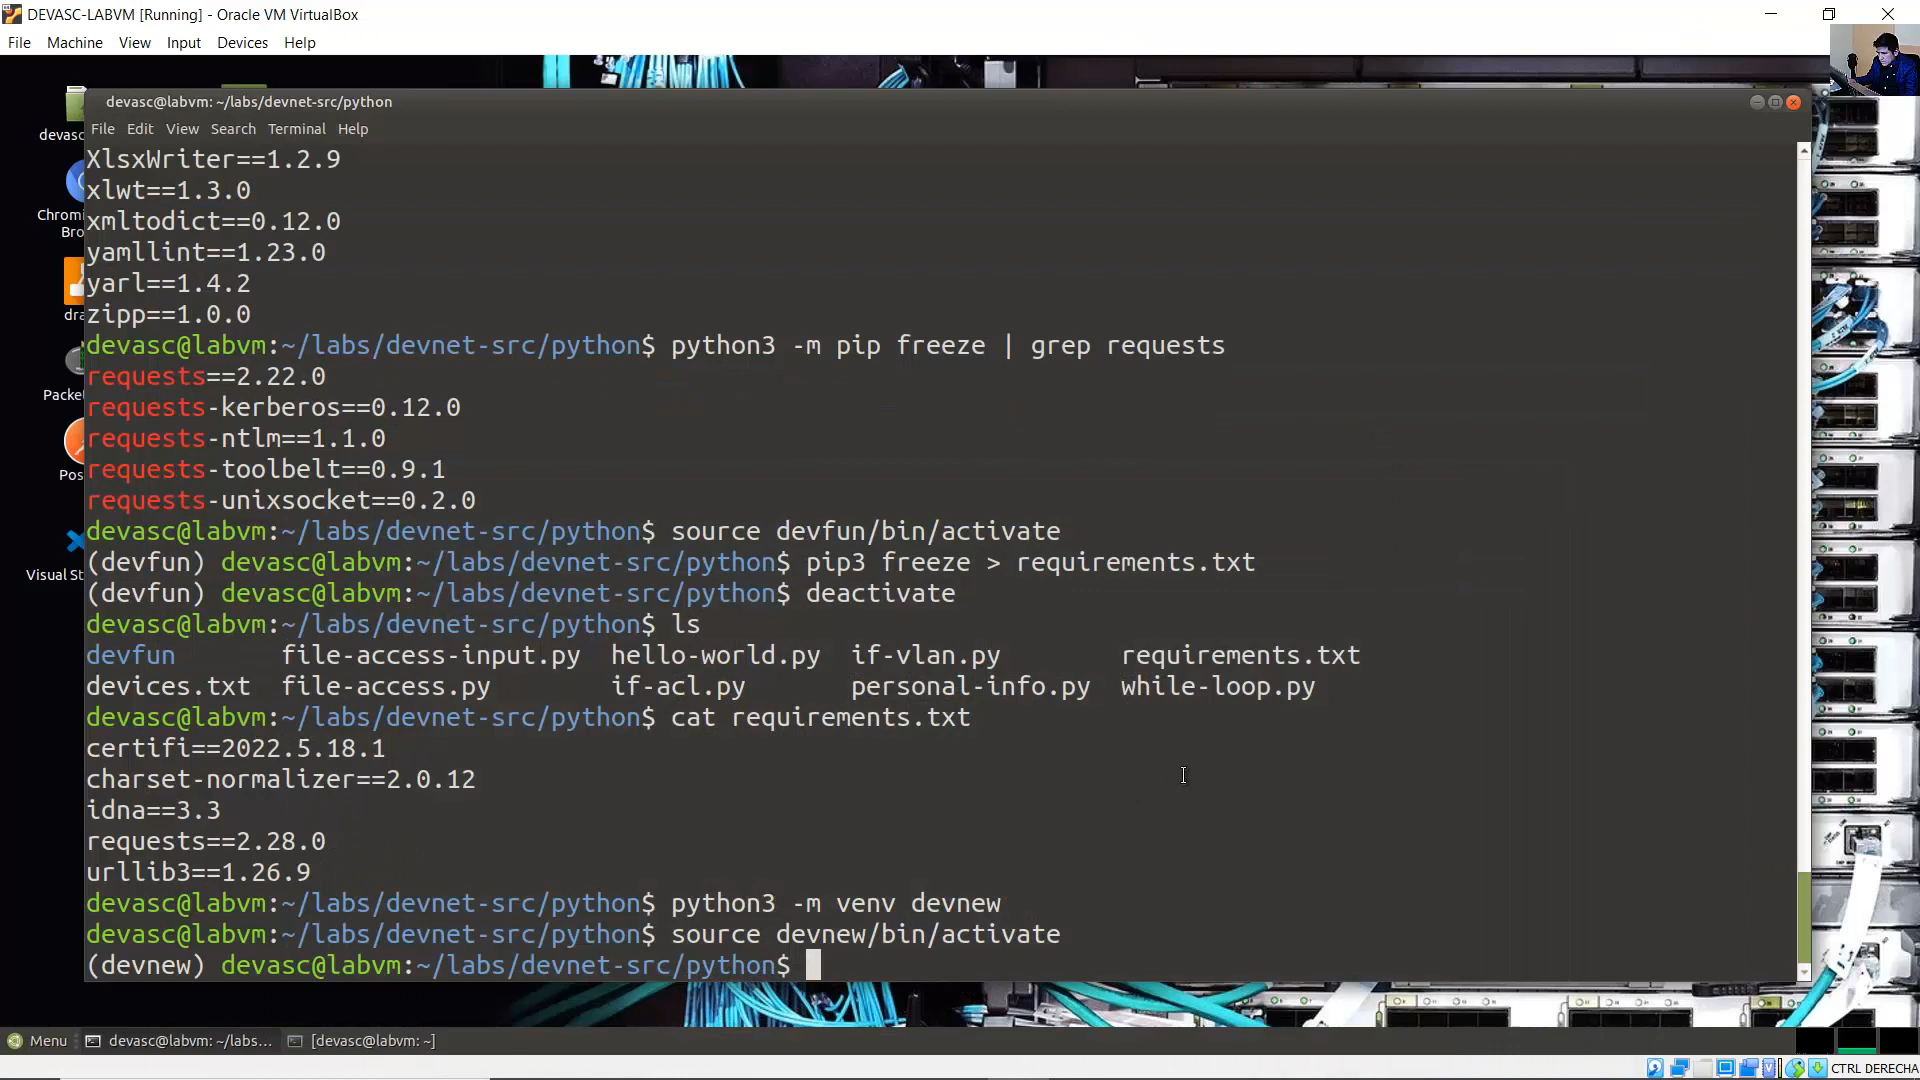 DEVASC-LABVM [Running] - Oracle VM VirtualBox
File Machine View Input Devices Help
devasc@labvm: ~/labs/devnet-src/python
File Edit View Search Terminal Help
XlsxWriter==1.2.9
xlwt==1.3.0
xmltodict==0.12.0
yamllint==1.23.0
yarl==1.4.2
zipp==1.0.0
devasc@labvm:~/labs/devnet-src/python$ python3 -m pip freeze | grep requests
requests==2.22.0
requests-kerberos==0.12.0
requests-ntlm==1.1.0
requests-toolbelt==0.9.1
requests-unixsocket==0.2.0
devasc@labvm:~/labs/devnet-src/python$ source devfun/bin/activate
(devfun) devasc@labvm:~/labs/devnet-src/python$ pip3 freeze > requirements.txt
(devfun) devasc@labvm:~/labs/devnet-src/python$ deactivate
devasc@labvm:~/labs/devnet-src/python$ ls
devfun file-access-input.py hello-world.py if-vlan.py requirements.txt
devices.txt file-access.py if-acl.py personal-info.py while-loop.py
devasc@labvm:~/labs/devnet-src/python$ cat requirements.txt
certifi==2022.5.18.1
charset-normalizer==2.0.12
idna==3.3
requests==2.28.0
urllib3==1.26.9
devasc@labvm:~/labs/devnet-src/python$ python3 -m venv devnew
devasc@labvm:~/labs/devnet-src/python$ source devnew/bin/activate
(devnew) devasc@labvm:~/labs/devnet-src/python$
devasc
Chromi
Bro
dra
Packet
Pos
Visual St
Menu
devasc@labvm: ~/labs...
[devasc@labvm: ~]
CTRL DERECHA